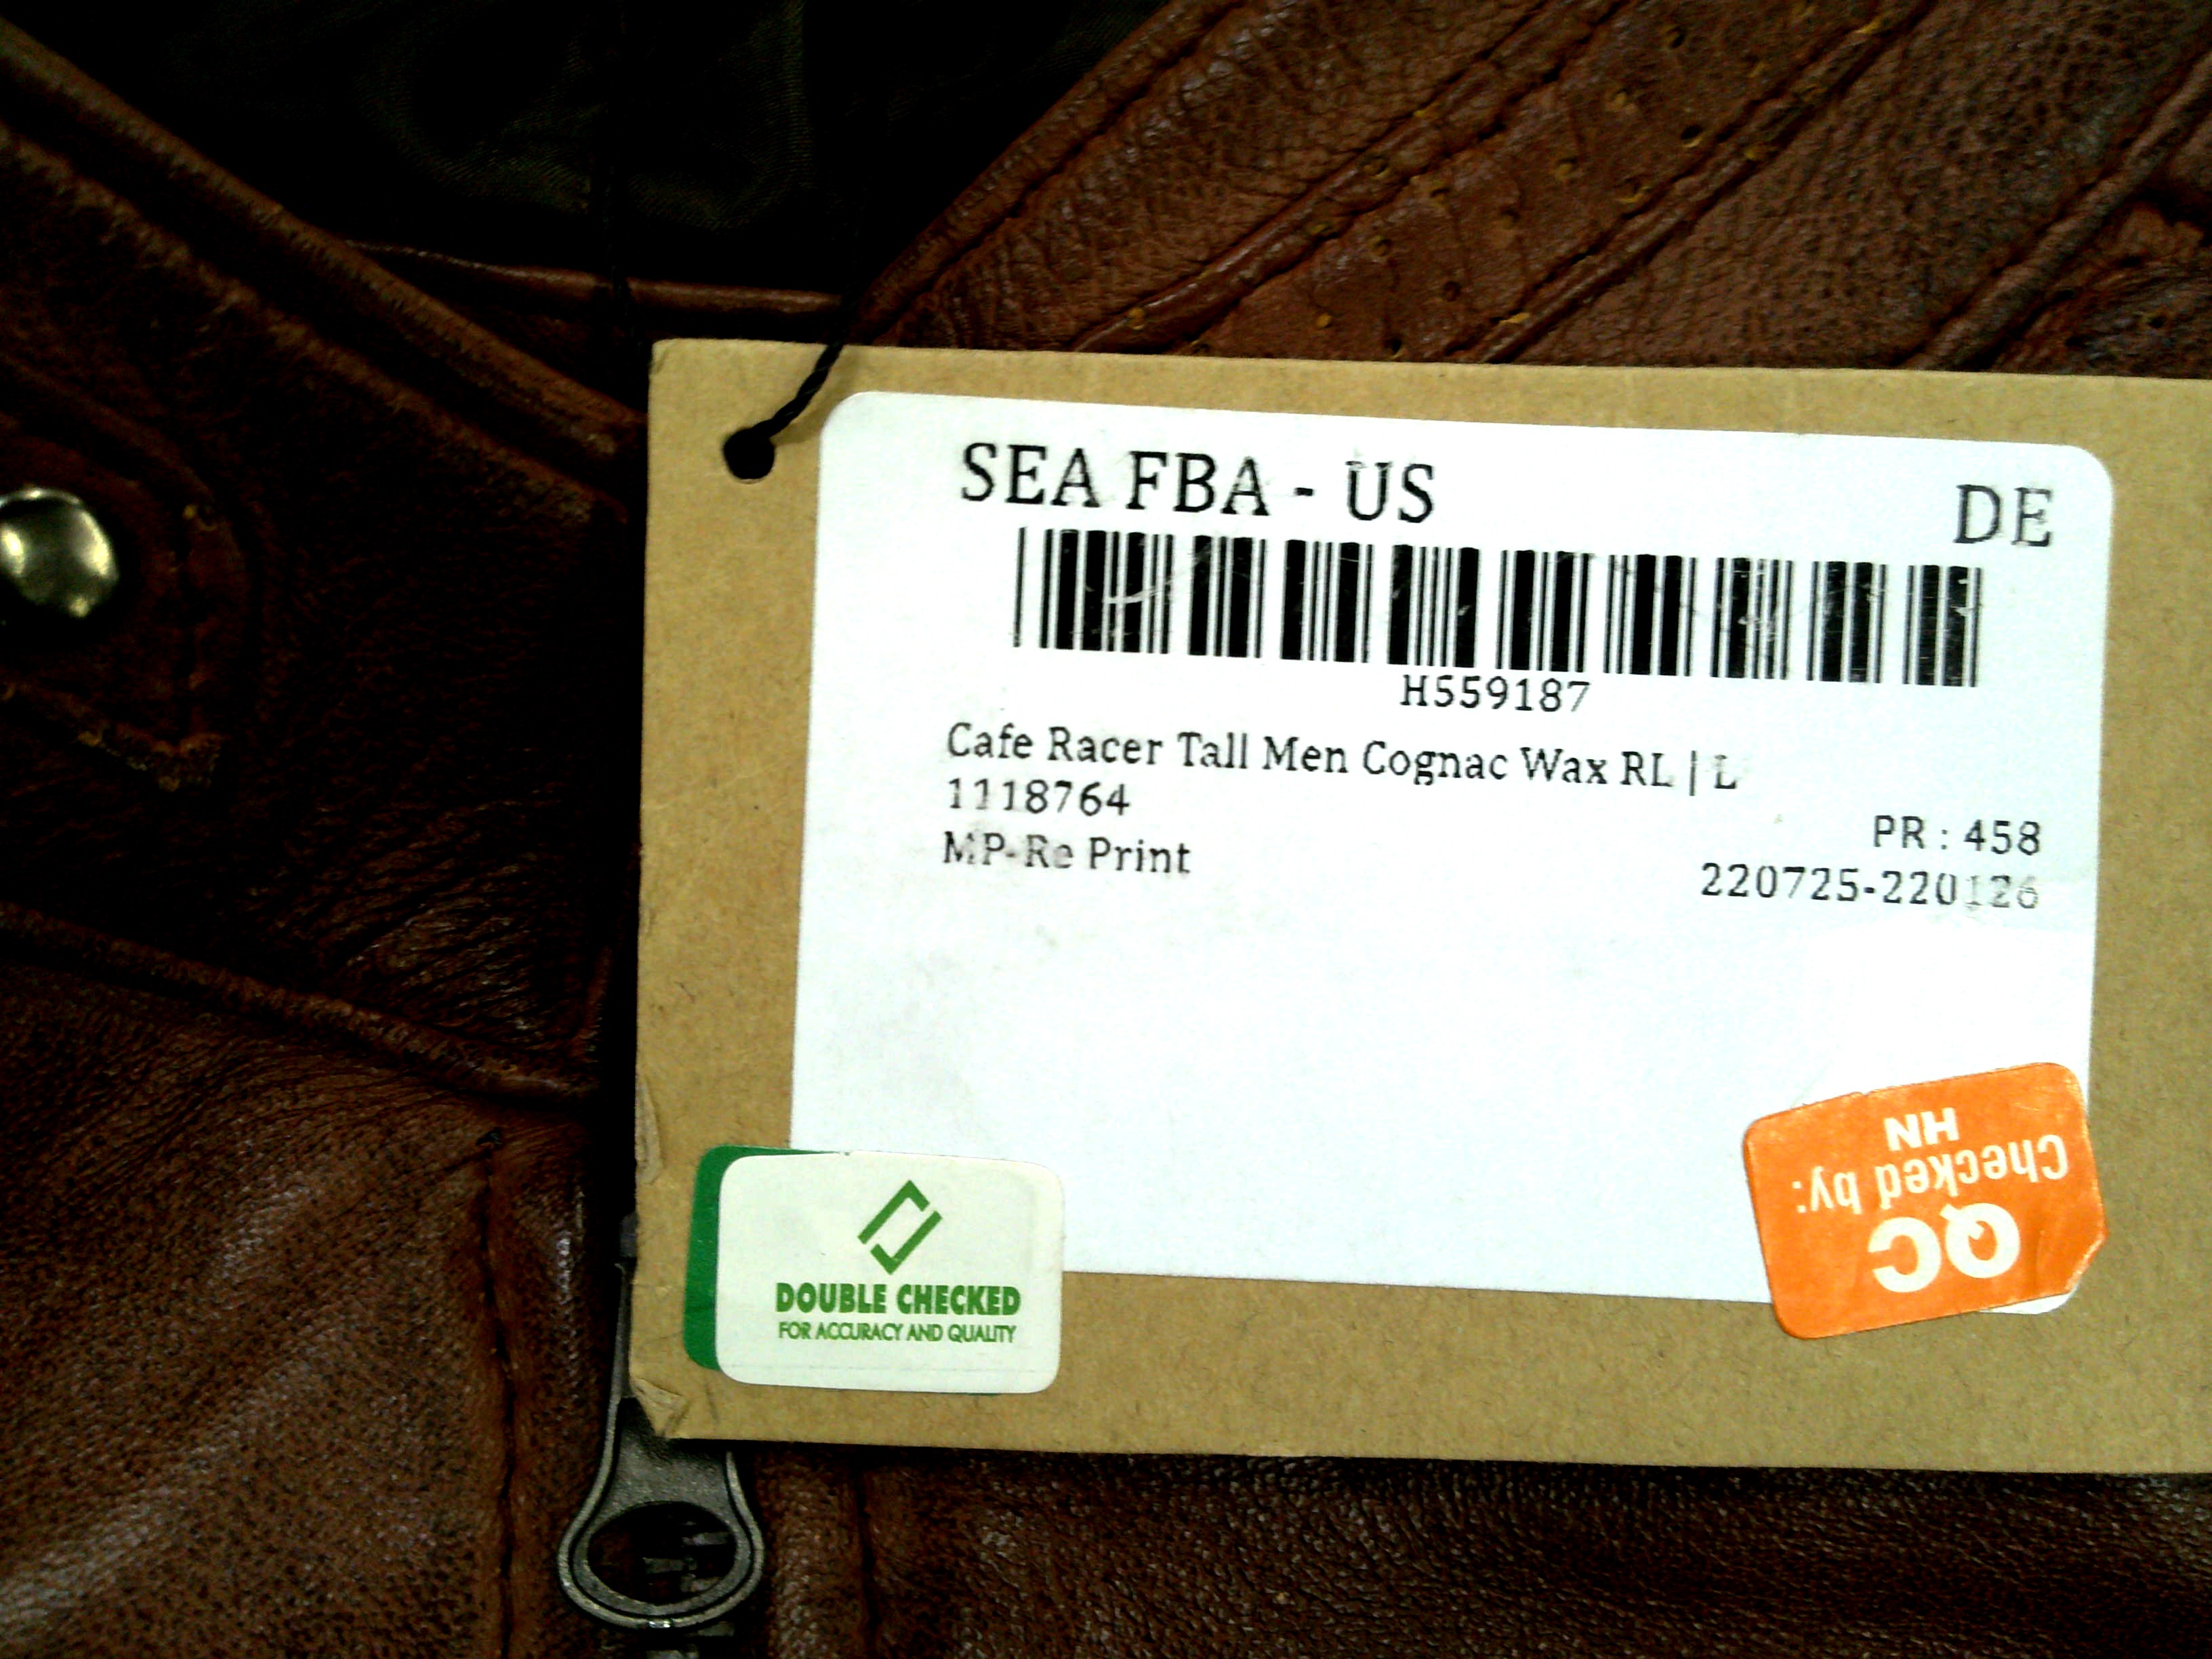 SEA FBA - US
DE
H559187
Cafe Racer Tall Men Cognac Wax RL | L
1118764
PR : 458
MP-Re Print
220725-220126
DOUBLE CHECKED
FOR ACCURACY AND QUALITY
QC
Checked by:
HN